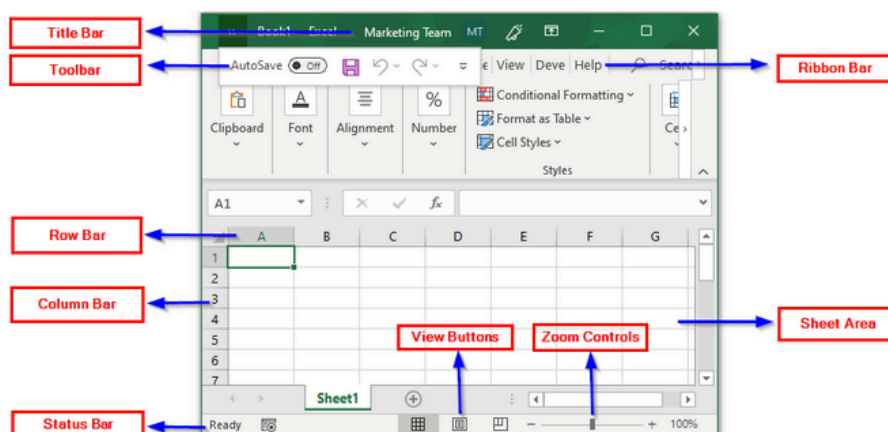 Title Bar
Book1 - Excel
Marketing Team
MT
Toolbar
AutoSave
Off
View
Deve
Help
Ribbon Bar
Clipboard
Font
Alignment
%
Number
Conditional Formatting
Format as Table
Cell Styles
Styles
Ce
A1
fx
Row Bar
A B C D E F G
1
2
Column Bar
3
4
Sheet Area
5
View Buttons
Zoom Controls
6
7
Sheet1
Status Bar
Ready
100%